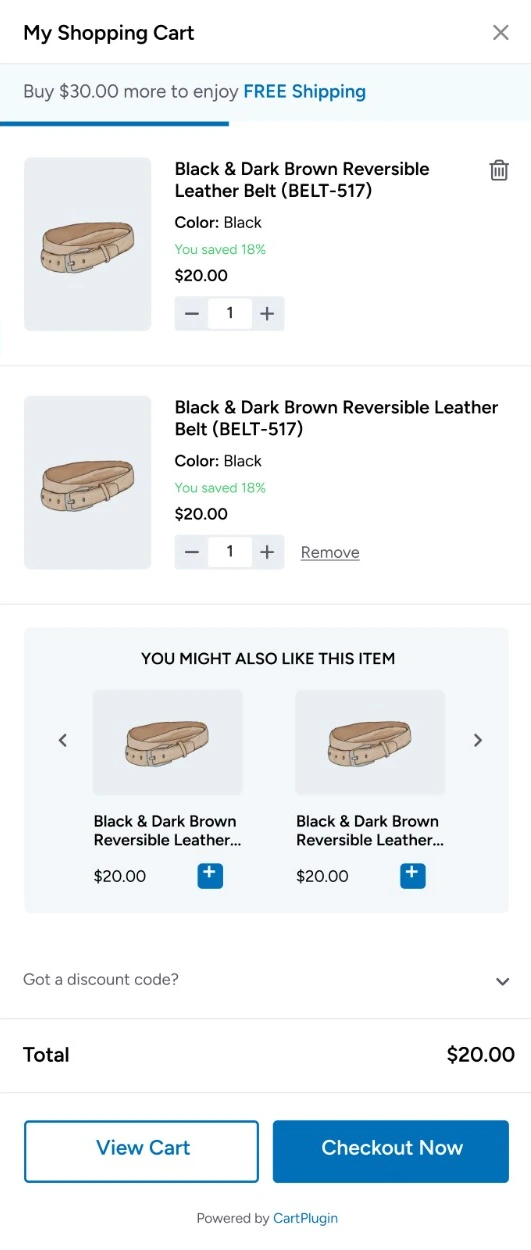 My Shopping Cart
Buy $30.00 more to enjoy FREE Shipping
Black & Dark Brown Reversible
Leather Belt (BELT-517)
Color: Black
You saved 18%
$20.00
1
Black & Dark Brown Reversible Leather
Belt (BELT-517)
Color: Black
You saved 18%
$20.00
1 Remove
YOU MIGHT ALSO LIKE THIS ITEM
Black & Dark Brown
Reversible Leather...
$20.00
Black & Dark Brown
Reversible Leather...
$20.00
Got a discount code?
Total $20.00
View Cart Checkout Now
Powered by CartPlugin